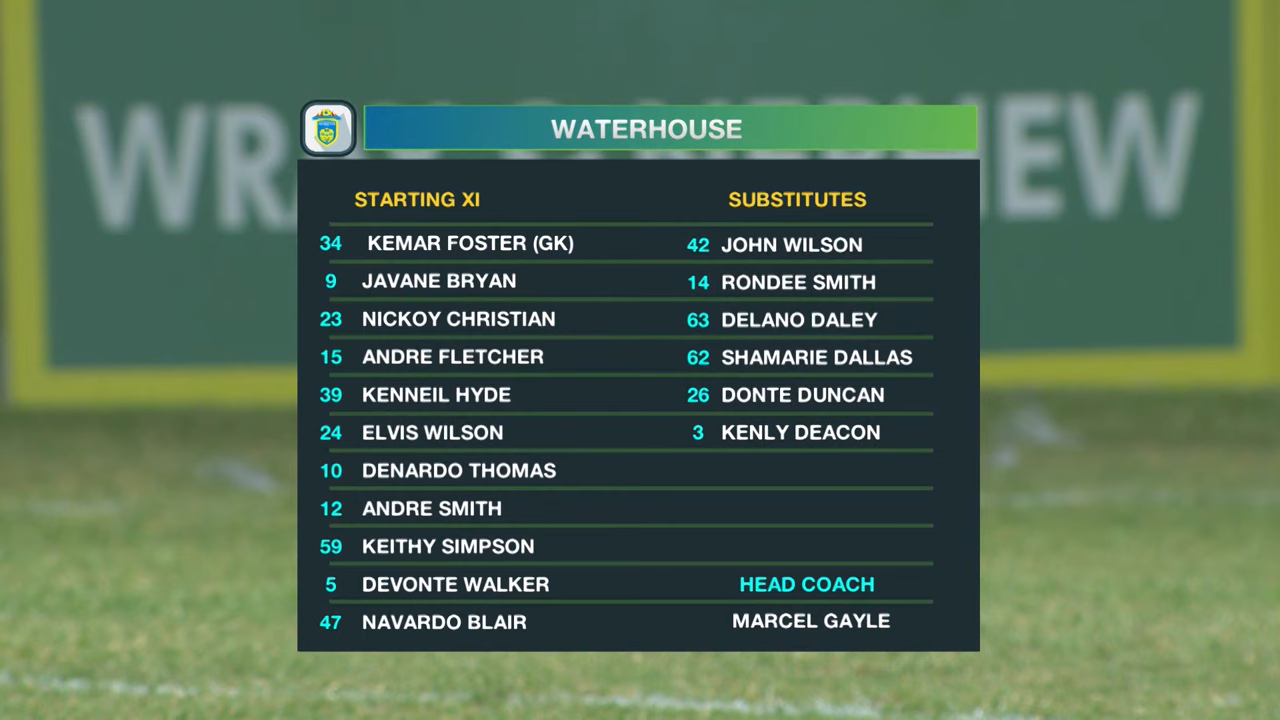 WATERHOUSE
STARTING XI
34 KEMAR FOSTER (GK)
9 JAVANE BRYAN
23 NICKOY CHRISTIAN
15 ANDRE FLETCHER
39 KENNEIL HYDE
24 ELVIS WILSON
10 DENARDO THOMAS
12 ANDRE SMITH
59 KEITHY SIMPSON
5 DEVONTE WALKER
47 NAVARDO BLAIR
SUBSTITUTES
42 JOHN WILSON
14 RONDEE SMITH
63 DELANO DALEY
62 SHAMARIE DALLAS
26 DONTE DUNCAN
3 KENLY DEACON
HEAD COACH
MARCEL GAYLE